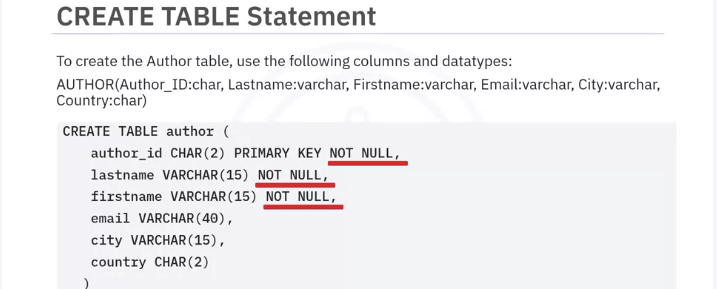 CREATE TABLE Statement
To create the Author table, use the following columns and datatypes:
AUTHOR(Author_ID:char, Lastname:varchar, Firstname:varchar, Email:varchar, City:varchar,
Country:char)
CREATE TABLE author (
author_id CHAR(2) PRIMARY KEY NOT NULL,
lastname VARCHAR(15) NOT NULL,
firstname VARCHAR(15) NOT NULL,
email VARCHAR(40),
city VARCHAR(15),
country CHAR(2)
)